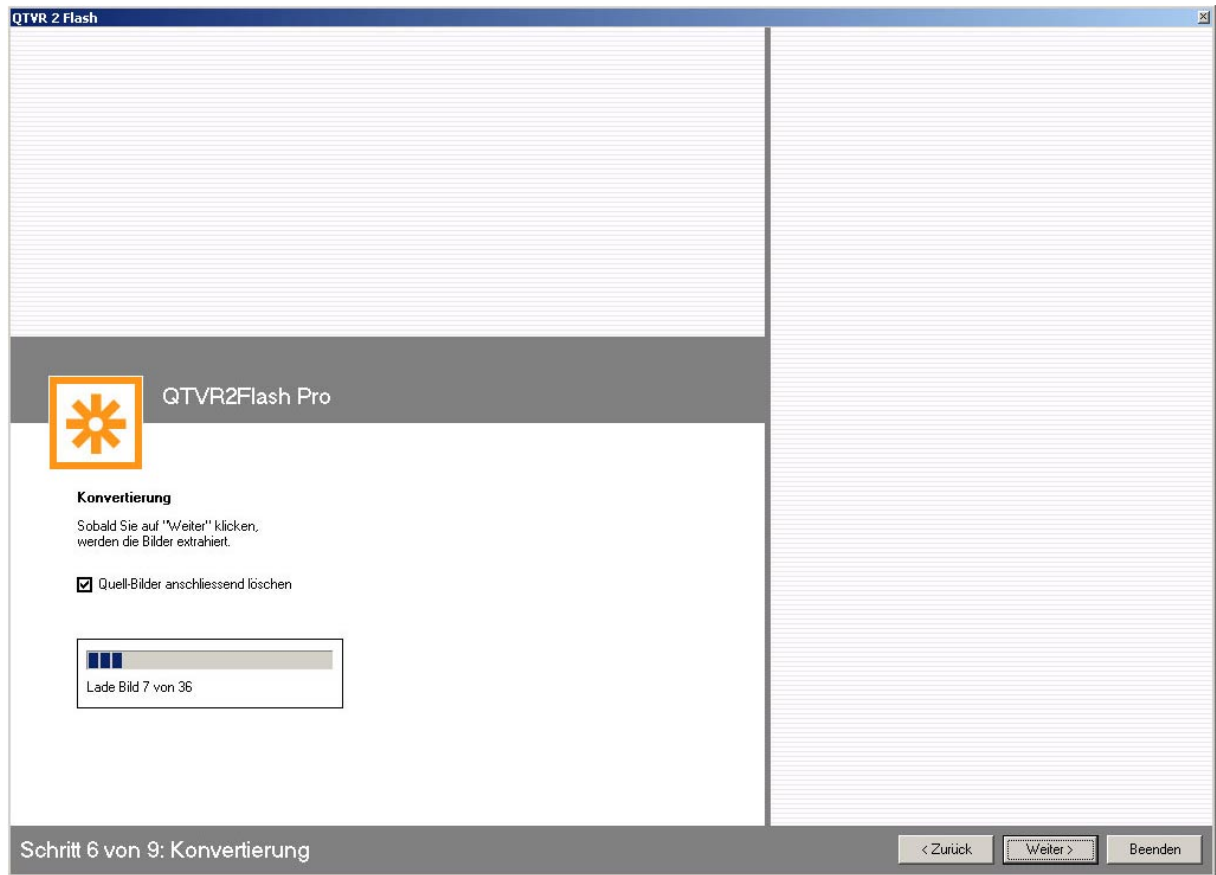 QTVR 2 Flash
QTVR2Flash Pro
Konvertierung
Sobald Sie auf "Weiter" klicken,
werden die Bilder extrahiert.
Quell-Bilder anschliessend löschen
Lade Bild 7 von 36
Schritt 6 von 9: Konvertierung
< Zurück
Weiter >
Beenden